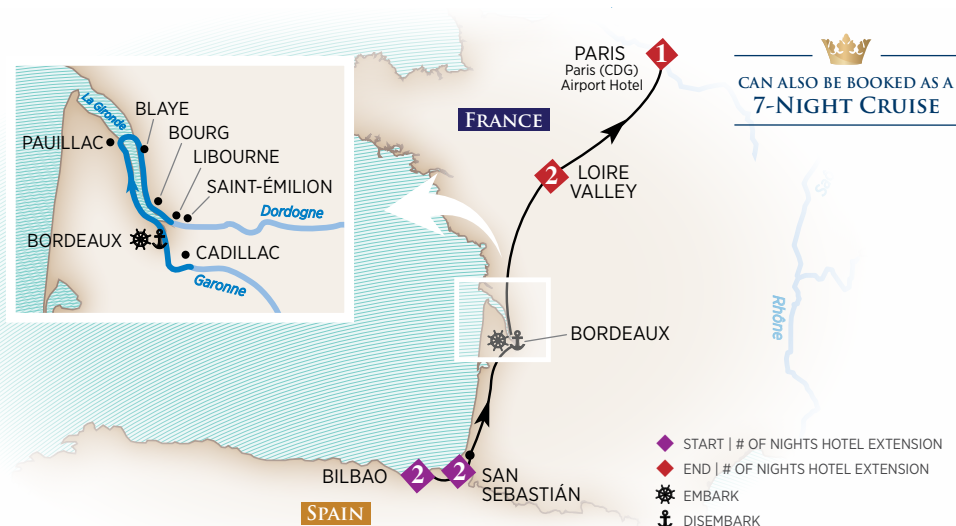 La Gironde
BLAYE
BOURG
PAUILLAC
LIBOURNE
SAINT-ÉMILION
Dordogne
BORDEAUX
CADILLAC
Garonne
PARIS
Paris (CDG)
Airport Hotel
1
CAN ALSO BE BOOKED AS A
7-NIGHT CRUISE
FRANCE
2
LOIRE
VALLEY
Rhône
BORDEAUX
BILBAO
2
2
SAN
SEBASTIÁN
SPAIN
START | # OF NIGHTS HOTEL EXTENSION
END | # OF NIGHTS HOTEL EXTENSION
EMBARK
DISEMBARK